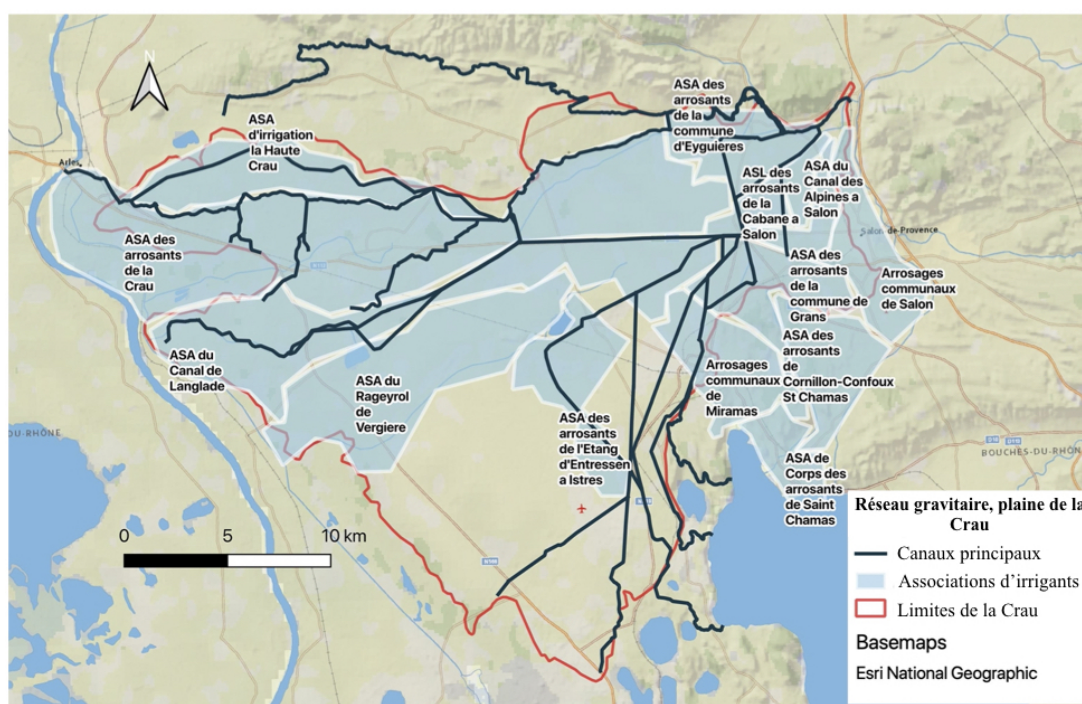 N
ASA des
arrosants
de la
commune
d'Eyguières
ASA
d'irrigation
la Haute
Crau
Arles
ASL des
arrosants
de la
Cabane a
Salon
ASA du
Canal des
Alpines a
Salon
Salon-de-Provence
ASA des
arrosants
de la
Crau
ASA des
arrosants
de la
commune de
Grans
Arrosages
communaux
de Salon
ASA du
Canal de
Langlade
ASA du
Rageyrol
de
Vergiere
ASA des
arrosants
de
Cornillon-Confoux
St Chamas
Arrosages
communaux
de
Miramas
ASA des
arrosants
de l'Etang
d'Entressen
a Istres
DU-RHÔNE
BOUCHES-DU-RHÔN
ASA de
Corps des
arrosants
de Saint
Chamas
0 5 10 km
Réseau gravitaire, plaine de la
Crau
Canaux principaux
Associations d'irrigants
Limites de la Crau
Basemaps
Esri National Geographic